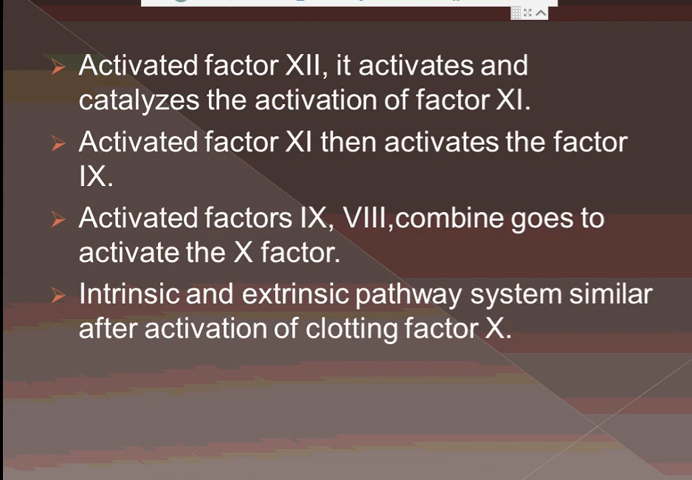 Activated factor XII, it activates and
catalyzes the activation of factor XI.
Activated factor XI then activates the factor
IX.
Activated factors IX, VIII,combine goes to
activate the X factor.
Intrinsic and extrinsic pathway system similar
after activation of clotting factor X.